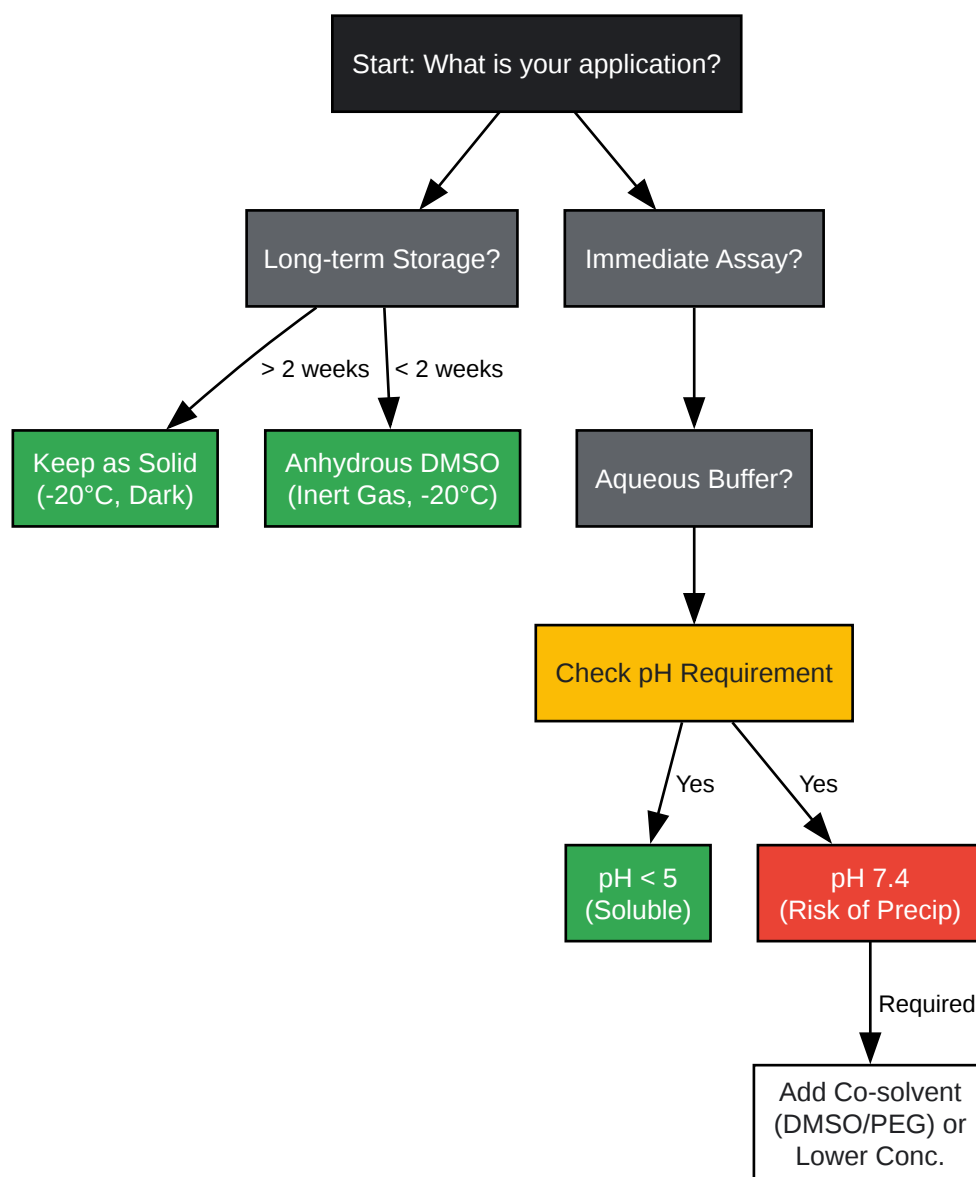 Start: What is your application?
Long-term Storage?
Immediate Assay?
> 2 weeks
< 2 weeks
Keep as Solid
(-20°C, Dark)
Anhydrous DMSO
(Inert Gas, -20°C)
Aqueous Buffer?
Check pH Requirement
Yes
Yes
pH < 5
(Soluble)
pH 7.4
(Risk of Precip)
Required
Add Co-solvent
(DMSO/PEG) or
Lower Conc.